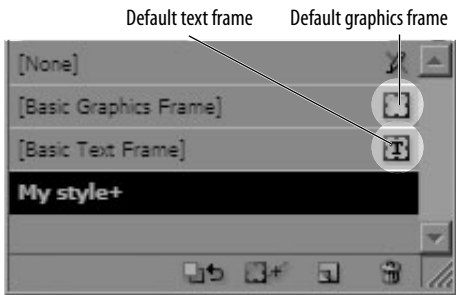 Default text frame Default graphics frame
[None]
[Basic Graphics Frame]
[Basic Text Frame]
T
My style+